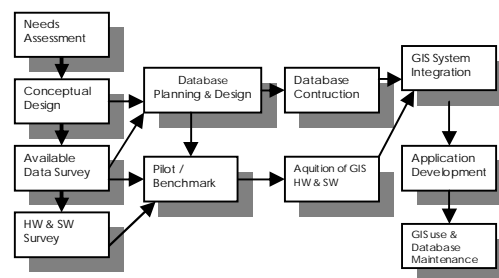 Needs
Assessment
Conceptual
Design
Available
Data Survey
HW & SW
Survey
Database
Planning & Design
Pilot /
Benchmark
Database
Contruction
Aqution of GIS
HW & SW
GIS System
Integration
Application
Development
GIS use &
Database
Maintenance